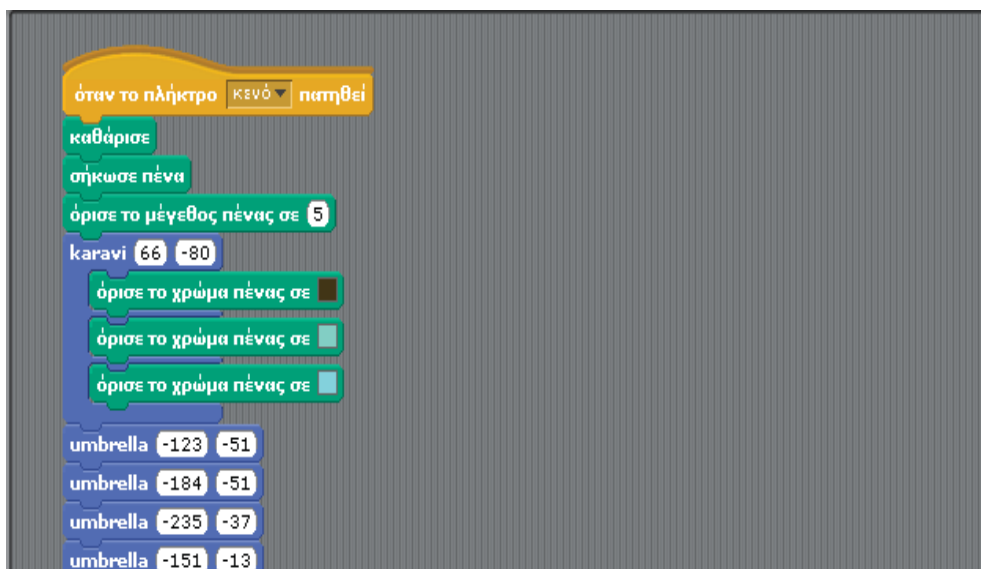 όταν το πλήκτρο κενό πατηθεί
καθάρισε
σήκωσε πένα
όρισε το μέγεθος πένας σε 5
karavi 66 -80
όρισε το χρώμα πένας σε
όρισε το χρώμα πένας σε
όρισε το χρώμα πένας σε
umbrella -123 -51
umbrella -184 -51
umbrella -235 -37
umbrella -151 -13